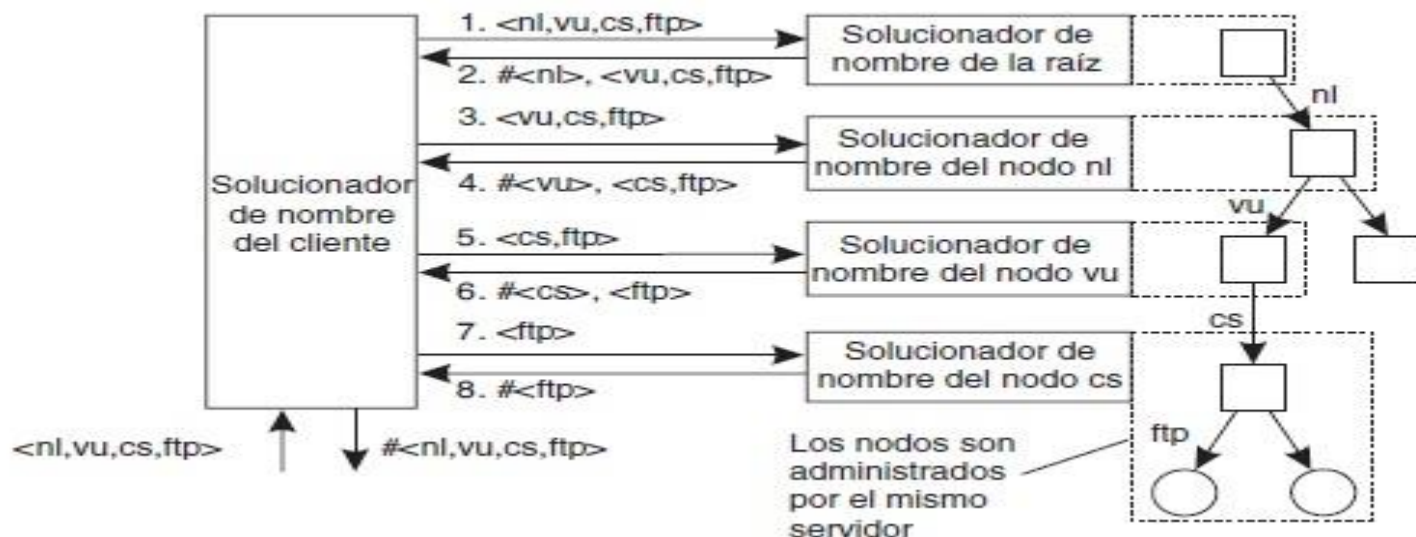 1. <nl,vu,cs,ftp>
2. #<nl>, <vu,cs,ftp>
3. <vu,cs,ftp>
4. #<vu>, <cs,ftp>
5. <cs,ftp>
6. #<cs>, <ftp>
7. <ftp>
8. #<ftp>
Solucionador
de nombre
del cliente
<nl,vu,cs,ftp>
#<nl,vu,cs,ftp>
Solucionador de
nombre de la raíz
Solucionador de
nombre del nodo nl
Solucionador de
nombre del nodo vu
Solucionador de
nombre del nodo cs
nl
vu
cs
ftp
Los nodos son
administrados
por el mismo
servidor